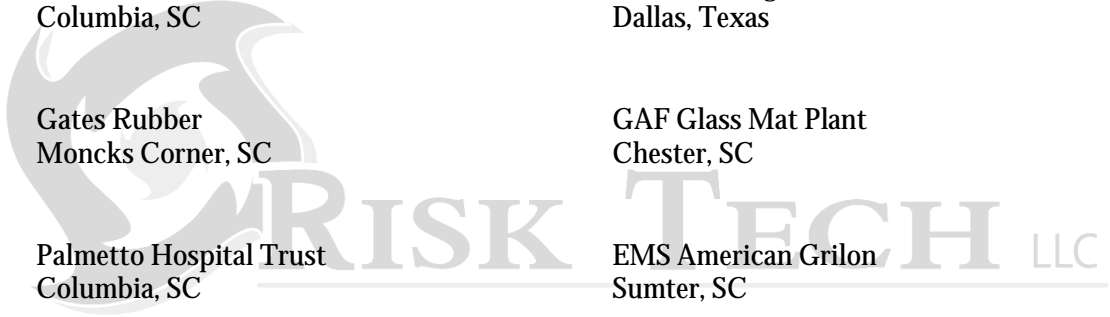 Columbia, SC
Dallas, Texas
Gates Rubber
Moncks Corner, SC
GAF Glass Mat Plant
Chester, SC
RISK TECH LLC
Palmetto Hospital Trust
Columbia, SC
EMS American Grilon
Sumter, SC